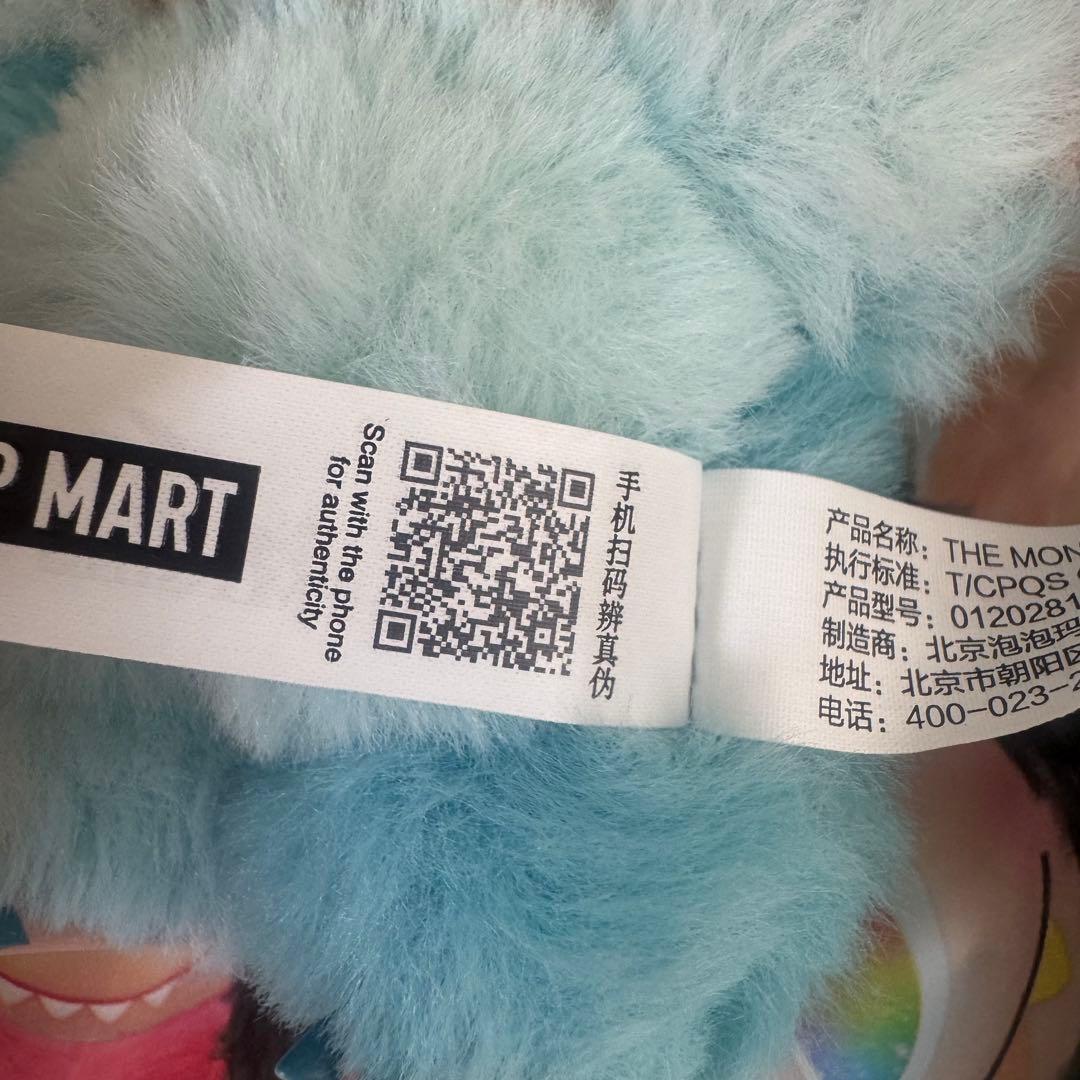 MART
Scan with the phone
for authenticity
手机扫码辨真伪
产品名称: THE MON
执行标准: T/CPQS
产品型号: 0120281
制造商: 北京泡泡玛
地址: 北京市朝阳区
电话: 400-023-2